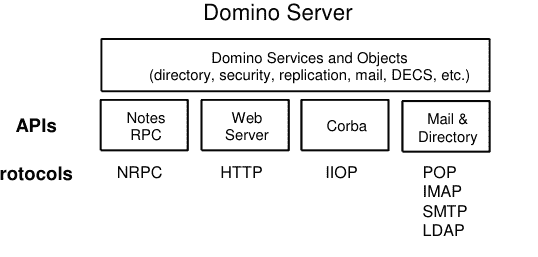 Domino Server
Domino Services and Objects
(directory, security, replication, mail, DECS, etc.)
APIs
Notes
RPC
Web
Server
Corba
Mail &
Directory
rotocols
NRPC
HTTP
IIOP
POP
IMAP
SMTP
LDAP